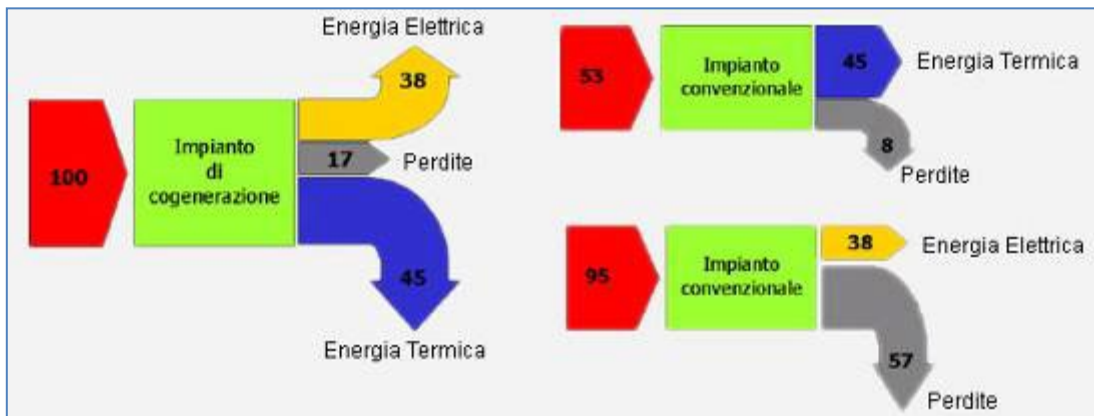 Energia Elettrica
38
100
Impianto
di
cogenerazione
17
Perdite
45
Energia Termica
53
Impianto
convenzionale
45
Energia Termica
8
Perdite
95
Impianto
convenzionale
38
Energia Elettrica
57
Perdite